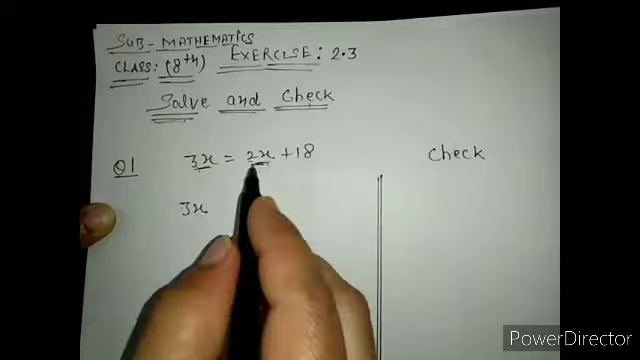 SUB- MATHEMATICS
CLASS: (8th) EXERCISE: 2.3
Solve and Check
Q1 3x = 2x + 18 Check
3x
PowerDirector